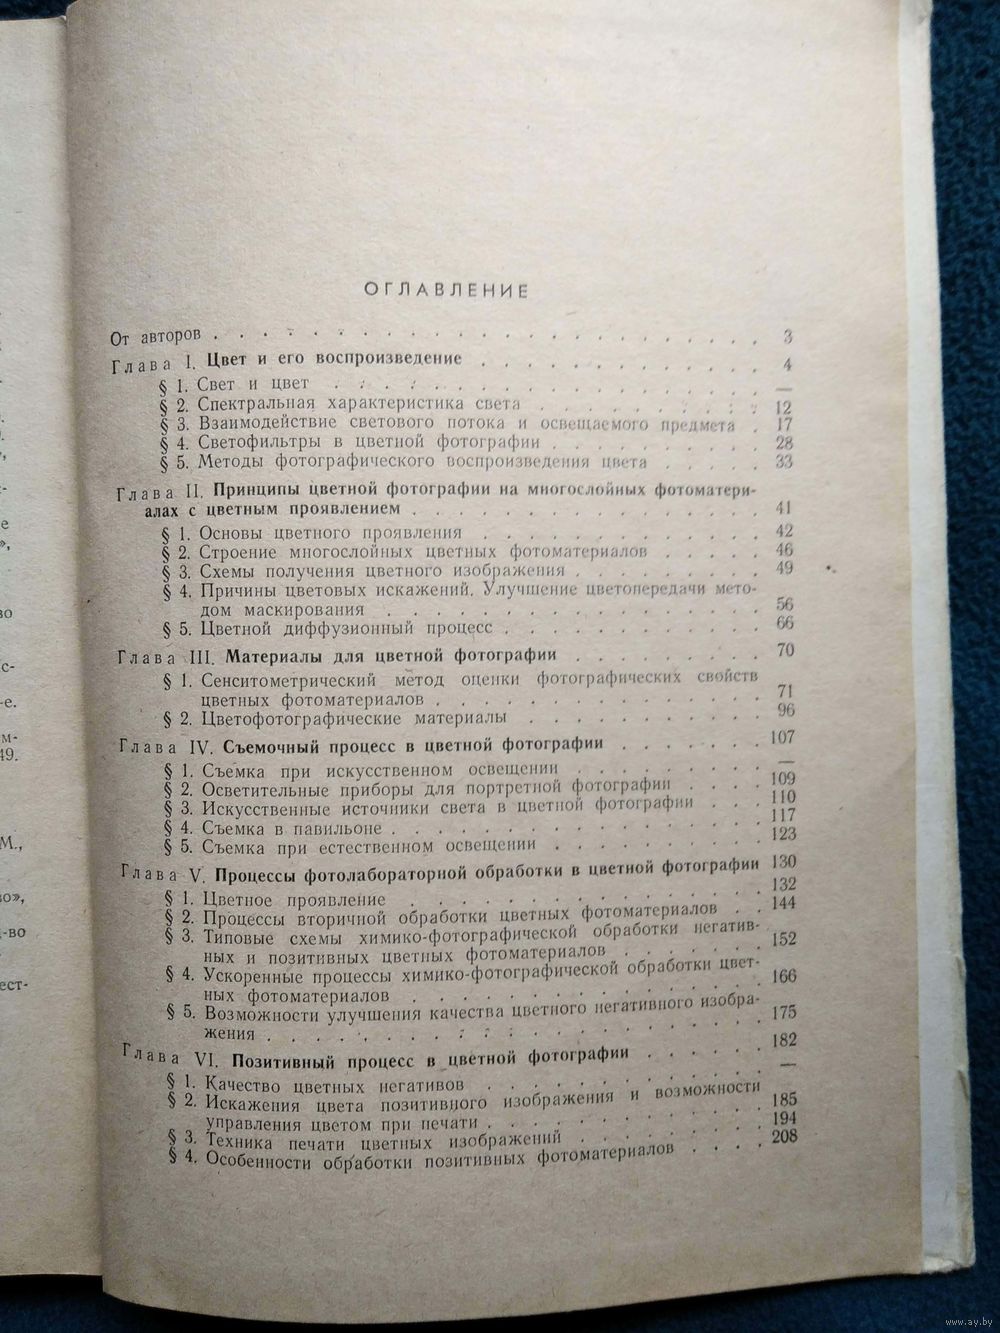 ОГЛАВЛЕНИЕ
От авторов . . . . . . . . . . . . . . . . . . . 3
Глава I. Цвет и его воспроизведение . . . . . . . . . . 4
§ 1. Свет и цвет . . . . . . . . . . . . . . . —
§ 2. Спектральная характеристика света . . . . . . . . 12
§ 3. Взаимодействие светового потока и освещаемого предмета . 17
§ 4. Светофильтры в цветной фотографии . . . . . . . . 28
§ 5. Методы фотографического воспроизведения цвета . . . . . 33
Глава II. Принципы цветной фотографии на многослойных фотоматери-
алах с цветным проявлением . . . . . . . . . . . . 41
§ 1. Основы цветного проявления . . . . . . . . . . 42
§ 2. Строение многослойных цветных фотоматериалов . . . . . 46
§ 3. Схемы получения цветного изображения . . . . . . . 49
§ 4. Причины цветовых искажений. Улучшение цветопередачи мето-
дом маскирования . . . . . . . . . . . . . 56
§ 5. Цветной диффузионный процесс . . . . . . . . . 66
Глава III. Материалы для цветной фотографии . . . . . . . 70
§ 1. Сенситометрический метод оценки фотографических свойств
цветных фотоматериалов . . . . . . . . . . . 71
§ 2. Цветофотографические материалы . . . . . . . . . 96
Глава IV. Съемочный процесс в цветной фотографии . . . . . . 107
§ 1. Съемка при искусственном освещении . . . . . . . —
§ 2. Осветительные приборы для портретной фотографии . . . . 109
§ 3. Искусственные источники света в цветной фотографии . . . 110
§ 4. Съемка в павильоне . . . . . . . . . . . . . 117
§ 5. Съемка при естественном освещении . . . . . . . . 123
Глава V. Процессы фотолабораторной обработки в цветной фотографии 130
§ 1. Цветное проявление . . . . . . . . . . . . . 132
§ 2. Процессы вторичной обработки цветных фотоматериалов . . 144
§ 3. Типовые схемы химико-фотографической обработки негатив-
ных и позитивных цветных фотоматериалов . . . . . . 152
§ 4. Ускоренные процессы химико-фотографической обработки цвет-
ных фотоматериалов . . . . . . . . . . . . . 166
§ 5. Возможности улучшения качества цветного негативного изобра-
жения . . . . . . . . . . . . . . . . . . 175
Глава VI. Позитивный процесс в цветной фотографии . . . . . . 182
§ 1. Качество цветных негативов . . . . . . . . . . —
§ 2. Искажения цвета позитивного изображения и возможности
управления цветом при печати . . . . . . . . . . 185
§ 3. Техника печати цветных изображений . . . . . . . . 194
§ 4. Особенности обработки позитивных фотоматериалов . . . . 208
www.ay.by